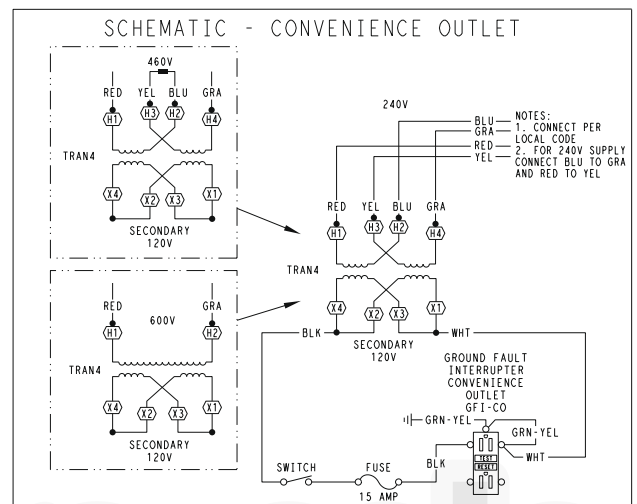 SCHEMATIC - CONVENIENCE OUTLET
460V
RED YEL BLU GRA
H1 H3 H2 H4
TRAN4
X4 X2 X3 X1
SECONDARY
120V
RED GRA
600V
H1 H2
TRAN4
X4 X2 X3 X1
SECONDARY
120V
240V
BLU
GRA
RED
YEL
NOTES:
1. CONNECT PER
LOCAL CODE
2. FOR 240V SUPPLY
CONNECT BLU TO GRA
AND RED TO YEL
RED YEL BLU GRA
H1 H3 H2 H4
TRAN4
X4 X2 X3 X1
BLK WHT
SECONDARY
120V
GROUND FAULT
INTERRUPTER
CONVENIENCE
OUTLET
GFI-CO
GRN-YEL
GRN-YEL
WHT
BLK
TEST
RESET
SWITCH FUSE
15 AMP